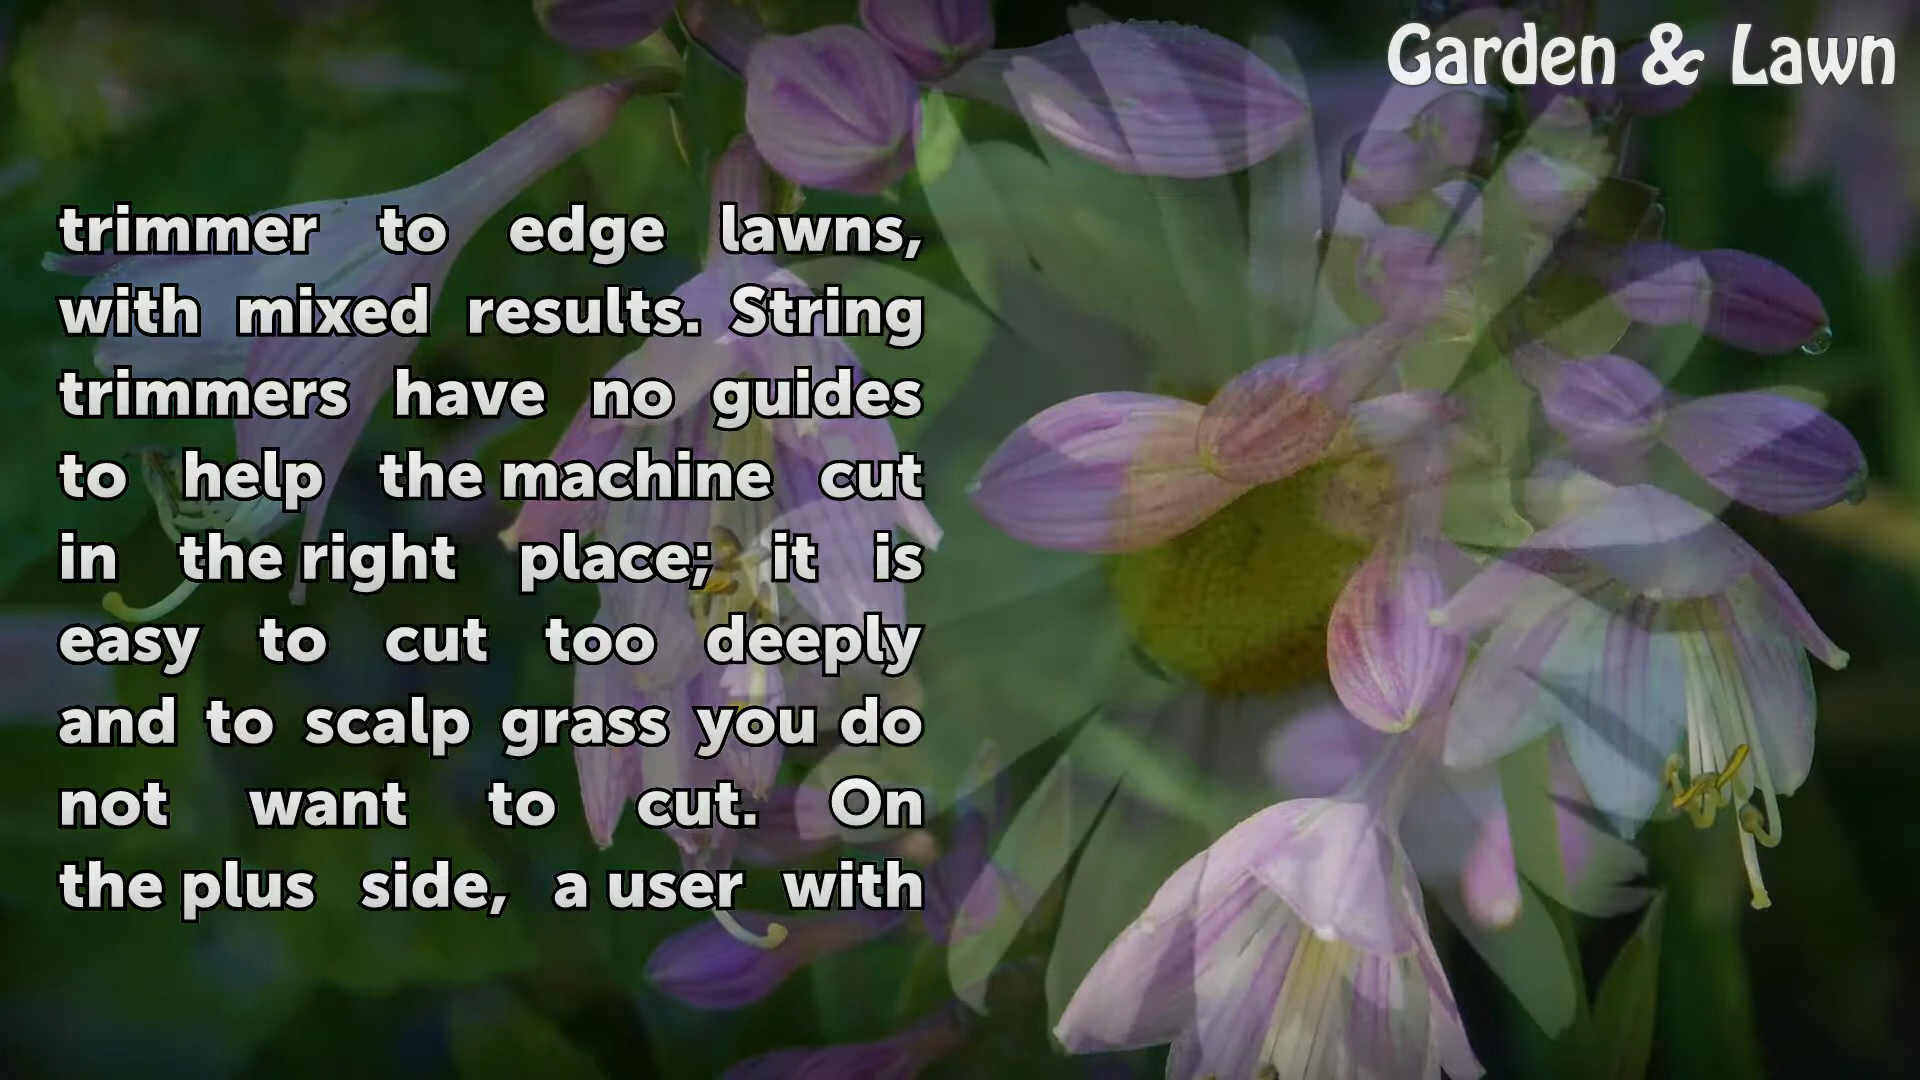 Garden & Lawn
trimmer to edge lawns,
with mixed results. String
trimmers have no guides
to help the machine cut
in the right place; it is
easy to cut too deeply
and to scalp grass you do
not want to cut. On
the plus side, a user with